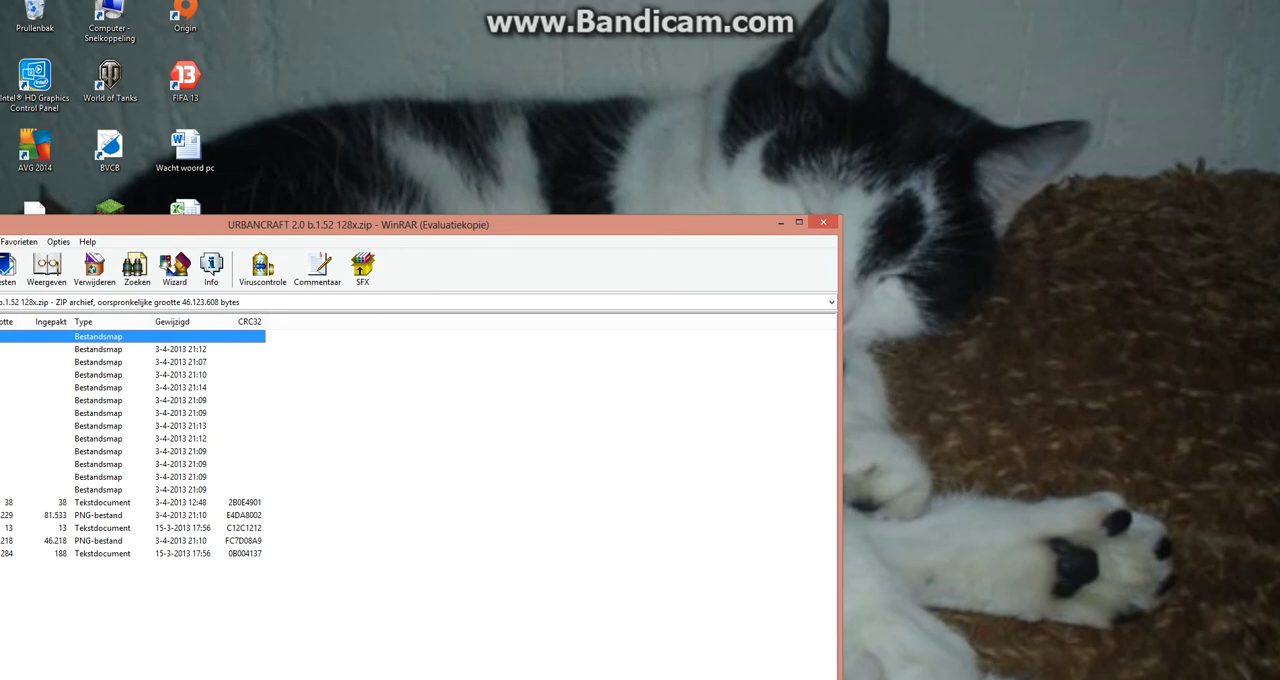 www.Bandicam.com
Prullenbak
Computer -
Snelkoppeling
Origin
Intel® HD Graphics
Control Panel
World of Tanks
13
FIFA 13
AVG 2014
BVCB
Wacht woord pc
URBANCRAFT 2.0 b.1.52 128x.zip - WinRAR (Evaluatiekopie)
Favorieten Opties Help
esten Weergeven Verwijderen Zoeken Wizard Info Viruscontrole Commentaar SFX
b.1.52 128x.zip - ZIP archief, oorspronkelijke grootte 46.123.608 bytes
otte Ingepakt Type Gewijzigd CRC32
Bestandsmap
Bestandsmap 3-4-2013 21:12
Bestandsmap 3-4-2013 21:07
Bestandsmap 3-4-2013 21:10
Bestandsmap 3-4-2013 21:14
Bestandsmap 3-4-2013 21:09
Bestandsmap 3-4-2013 21:09
Bestandsmap 3-4-2013 21:13
Bestandsmap 3-4-2013 21:12
Bestandsmap 3-4-2013 21:09
Bestandsmap 3-4-2013 21:09
Bestandsmap 3-4-2013 21:09
Bestandsmap 3-4-2013 21:09
38 38 Tekstdocument 3-4-2013 12:48 2B0E4901
229 81.533 PNG-bestand 3-4-2013 21:10 E4DA8002
13 13 Tekstdocument 15-3-2013 17:56 C12C1212
218 46.218 PNG-bestand 3-4-2013 21:10 FC7D08A9
284 188 Tekstdocument 15-3-2013 17:56 0B004137